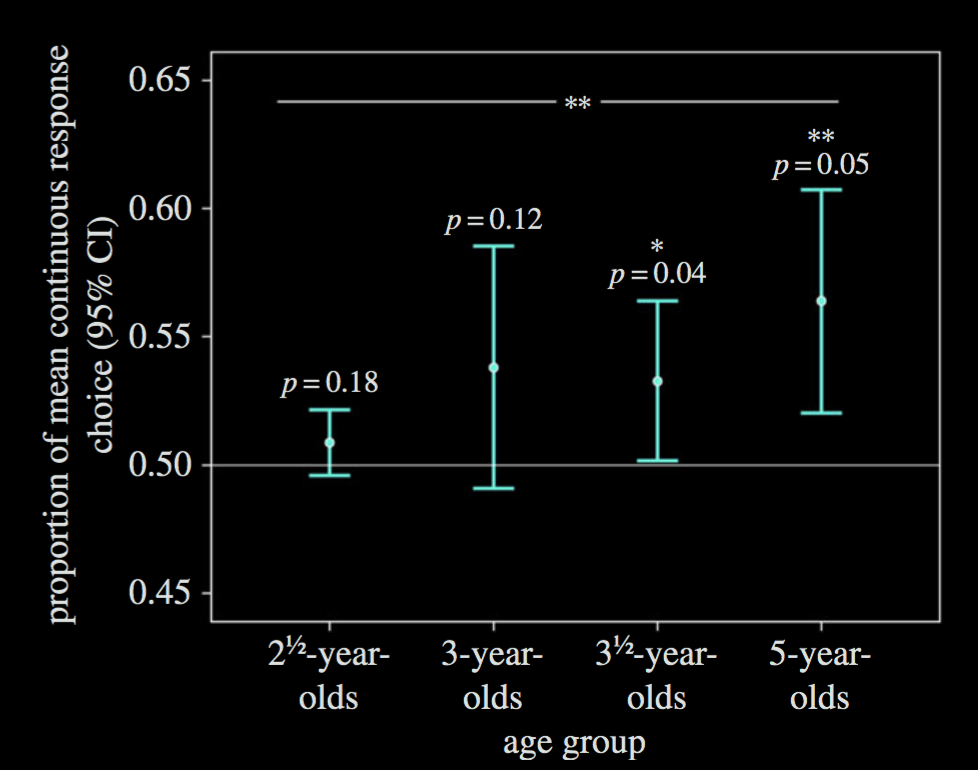 proportion of mean continuous response
choice (95% CI)
0.65
0.60
0.55
0.50
0.45
**
p = 0.18
p = 0.12
*
p = 0.04
**
p = 0.05
2½-year-
olds
3-year-
olds
3½-year-
olds
5-year-
olds
age group